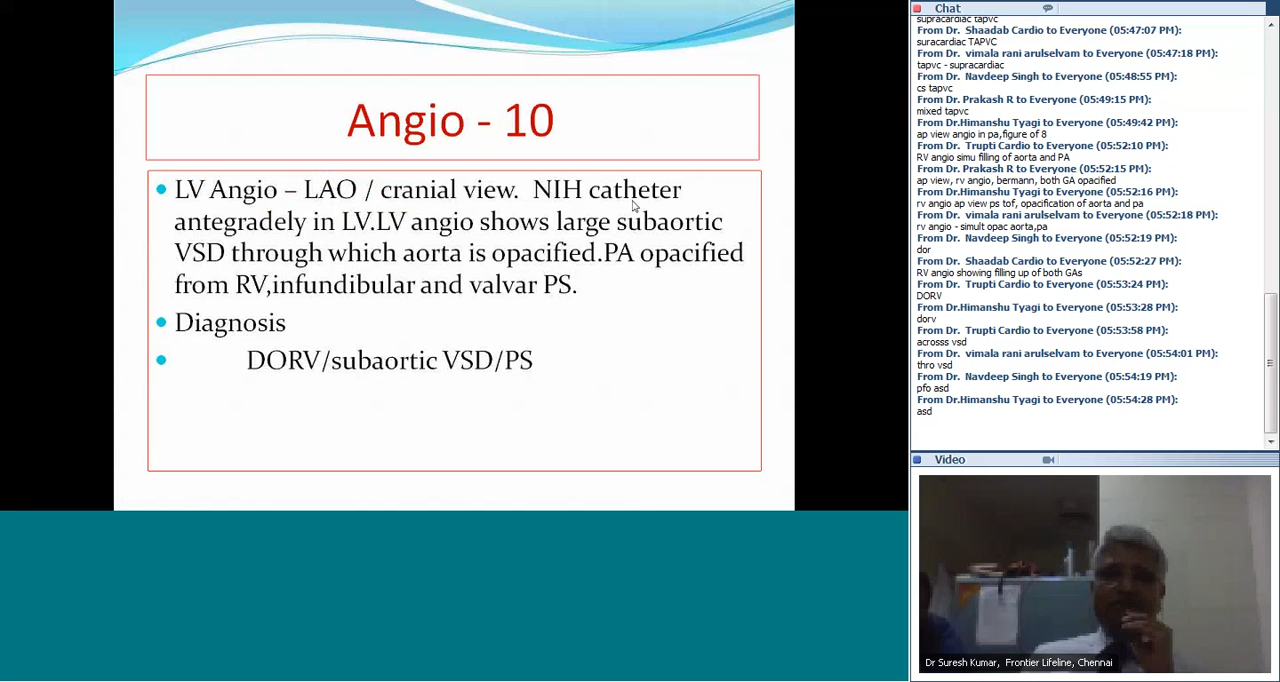 Angio - 10
LV Angio – LAO / cranial view.  NIH catheter
antegradely in LV.LV angio shows large subaortic
VSD through which aorta is opacified.PA opacified
from RV,infundibular and valvar PS.
Diagnosis
DORV/subaortic VSD/PS
Chat
supracardiac tapvc
From Dr. Shaadab Cardio to Everyone (05:47:07 PM):
suracardiac TAPVC
From Dr. vimala rani arulselvam to Everyone (05:47:18 PM):
tapvc - supracardiac
From Dr. Navdeep Singh to Everyone (05:48:55 PM):
cs tapvc
From Dr. Prakash R to Everyone (05:49:15 PM):
mixed tapvc
From Dr.Himanshu Tyagi to Everyone (05:49:42 PM):
ap view angio in pa,figure of 8
From Dr. Trupti Cardio to Everyone (05:52:10 PM):
RV angio simu filling of aorta and PA
From Dr. Prakash R to Everyone (05:52:15 PM):
ap view, rv angio, bermann, both GA opacified
From Dr.Himanshu Tyagi to Everyone (05:52:16 PM):
rv angio ap view ps tof, opacification of aorta and pa
From Dr. vimala rani arulselvam to Everyone (05:52:18 PM):
rv angio - simult opac aorta,pa
From Dr. Navdeep Singh to Everyone (05:52:19 PM):
dor
From Dr. Shaadab Cardio to Everyone (05:52:27 PM):
RV angio showing filling up of both GAs
From Dr. Trupti Cardio to Everyone (05:53:24 PM):
DORV
From Dr.Himanshu Tyagi to Everyone (05:53:28 PM):
dorv
From Dr. Trupti Cardio to Everyone (05:53:58 PM):
acrosss vsd
From Dr. vimala rani arulselvam to Everyone (05:54:01 PM):
thro vsd
From Dr. Navdeep Singh to Everyone (05:54:19 PM):
pfo asd
From Dr.Himanshu Tyagi to Everyone (05:54:28 PM):
asd
Video
Dr Suresh Kumar, Frontier Lifeline, Chennai